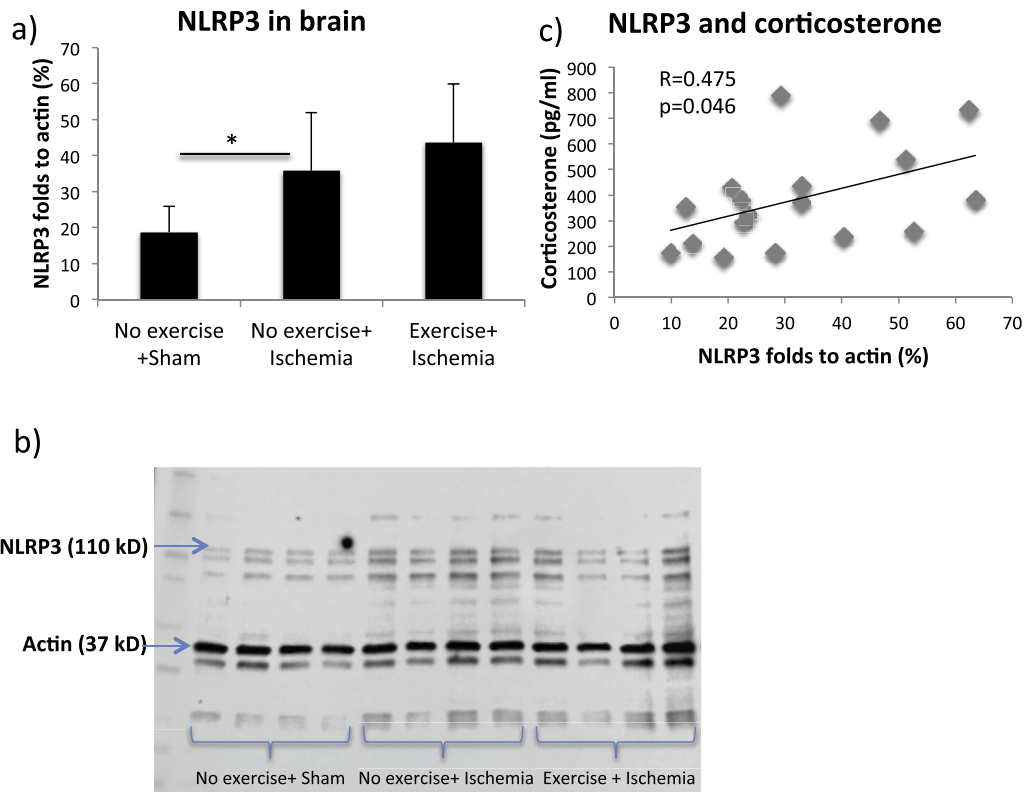 a)
NLRP3 in brain
NLRP3 folds to actin (%)
70
60
50
40
30
20
10
0
*
No exercise
+Sham
No exercise+
Ischemia
Exercise+
Ischemia
c)
NLRP3 and corticosterone
Corticosterone (pg/ml)
900
800
700
600
500
400
300
200
100
0
R=0.475
p=0.046
0 10 20 30 40 50 60 70
NLRP3 folds to actin (%)
b)
NLRP3 (110 kD)
Actin (37 kD)
No exercise+ Sham
No exercise+ Ischemia
Exercise + Ischemia